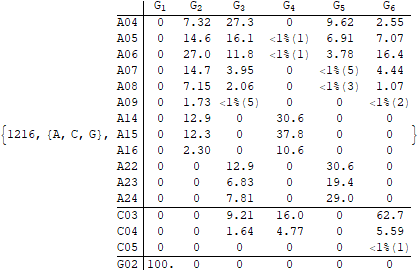 G1 G2 G3 G4 G5 G6
A04 0 7.32 27.3 0 9.62 2.55
A05 0 14.6 16.1 <1%(1) 6.91 7.07
A06 0 27.0 11.8 <1%(1) 3.78 16.4
A07 0 14.7 3.95 0 <1%(5) 4.44
A08 0 7.15 2.06 0 <1%(3) 1.07
A09 0 1.73 <1%(5) 0 0 <1%(2)
A14 0 12.9 0 30.6 0 0
{1216, {A, C, G}, A15 0 12.3 0 37.8 0 0 }
A16 0 2.30 0 10.6 0 0
A22 0 0 12.9 0 30.6 0
A23 0 0 6.83 0 19.4 0
A24 0 0 7.81 0 29.0 0
C03 0 0 9.21 16.0 0 62.7
C04 0 0 1.64 4.77 0 5.59
C05 0 0 0 0 0 <1%(1)
G02 100. 0 0 0 0 0